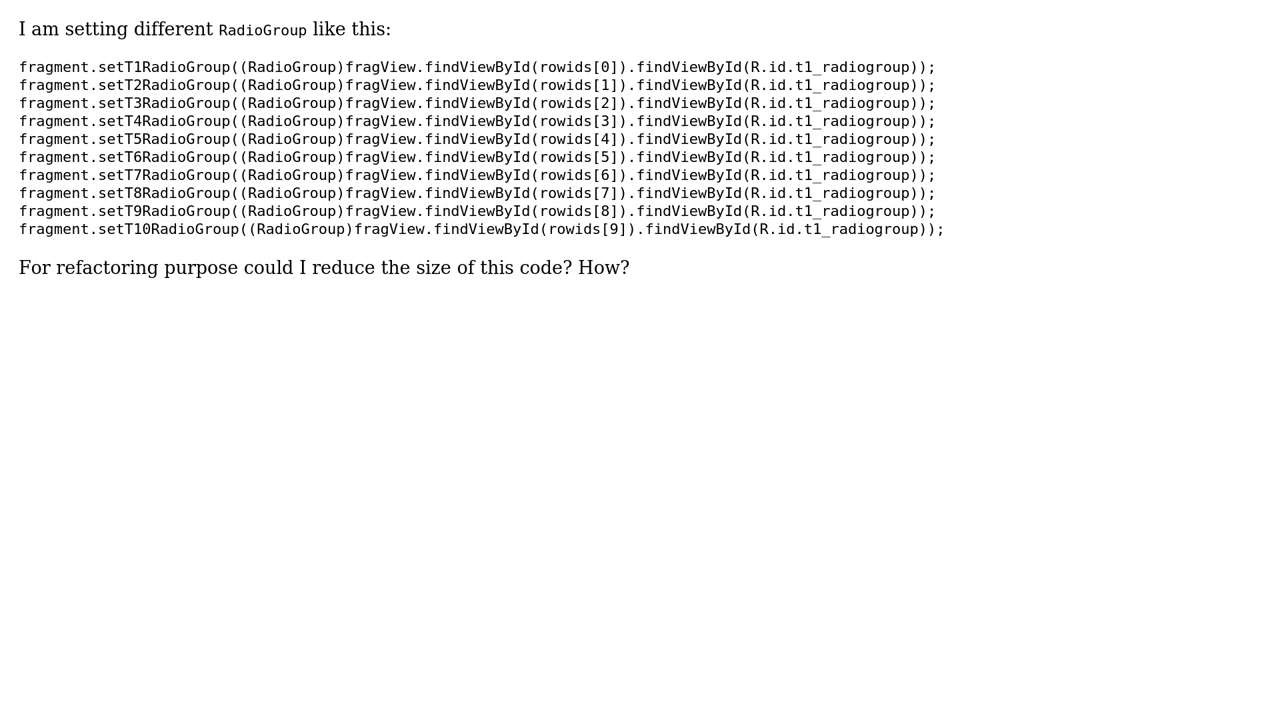 I am setting different RadioGroup like this:
fragment.setT1RadioGroup((RadioGroup)fragView.findViewById(rowids[0]).findViewById(R.id.t1_radiogroup));
fragment.setT2RadioGroup((RadioGroup)fragView.findViewById(rowids[1]).findViewById(R.id.t1_radiogroup));
fragment.setT3RadioGroup((RadioGroup)fragView.findViewById(rowids[2]).findViewById(R.id.t1_radiogroup));
fragment.setT4RadioGroup((RadioGroup)fragView.findViewById(rowids[3]).findViewById(R.id.t1_radiogroup));
fragment.setT5RadioGroup((RadioGroup)fragView.findViewById(rowids[4]).findViewById(R.id.t1_radiogroup));
fragment.setT6RadioGroup((RadioGroup)fragView.findViewById(rowids[5]).findViewById(R.id.t1_radiogroup));
fragment.setT7RadioGroup((RadioGroup)fragView.findViewById(rowids[6]).findViewById(R.id.t1_radiogroup));
fragment.setT8RadioGroup((RadioGroup)fragView.findViewById(rowids[7]).findViewById(R.id.t1_radiogroup));
fragment.setT9RadioGroup((RadioGroup)fragView.findViewById(rowids[8]).findViewById(R.id.t1_radiogroup));
fragment.setT10RadioGroup((RadioGroup)fragView.findViewById(rowids[9]).findViewById(R.id.t1_radiogroup));
For refactoring purpose could I reduce the size of this code? How?